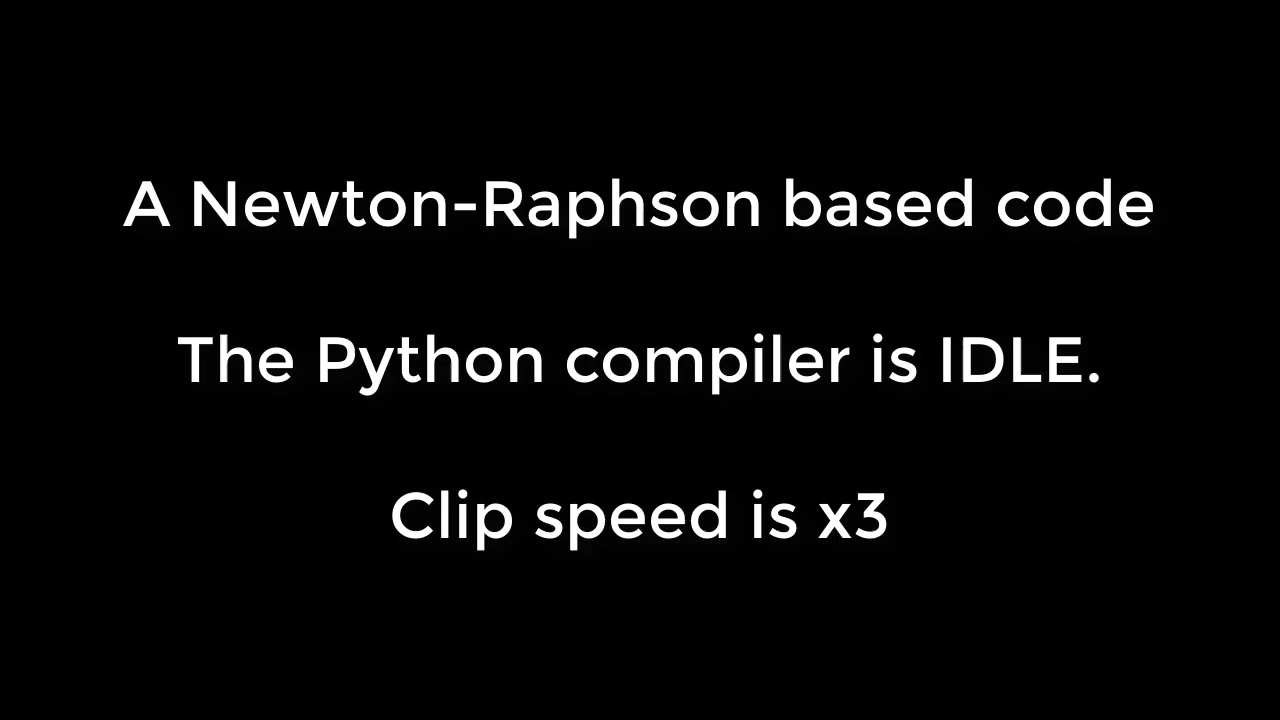 A Newton-Raphson based code
The Python compiler is IDLE.
Clip speed is x3